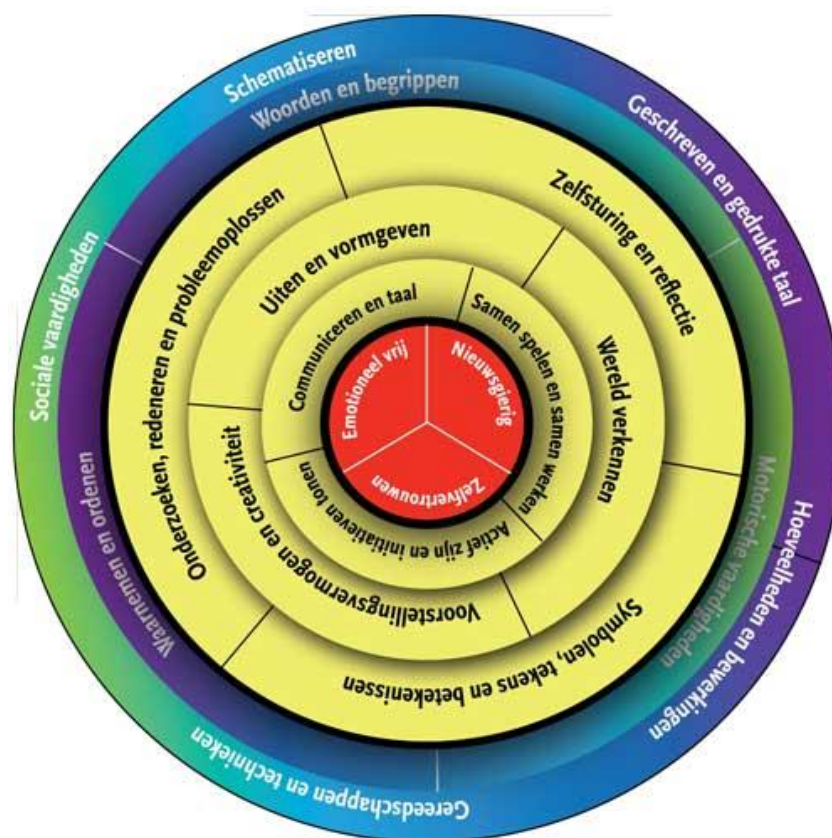 Schematiseren
Woorden en begrippen
Geschreven en gedrukte taal
Sociale vaardigheden
Waarnemen en ordenen
Hoeveelheden en bewerkingen
Motorische vaardigheden
Gereedschappen en technieken
Onderzoeken, redeneren en probleemoplossen
Zelfsturing en reflectie
Symbolen, tekens en betekenissen
Uiten en vormgeven
Wereld verkennen
Voorstellingsvermogen en creativiteit
Communiceren en taal
Samen spelen en samen werken
Actief zijn en initiatieven tonen
Emotioneel vrij
Nieuwsgierig
Zelfvertrouwen